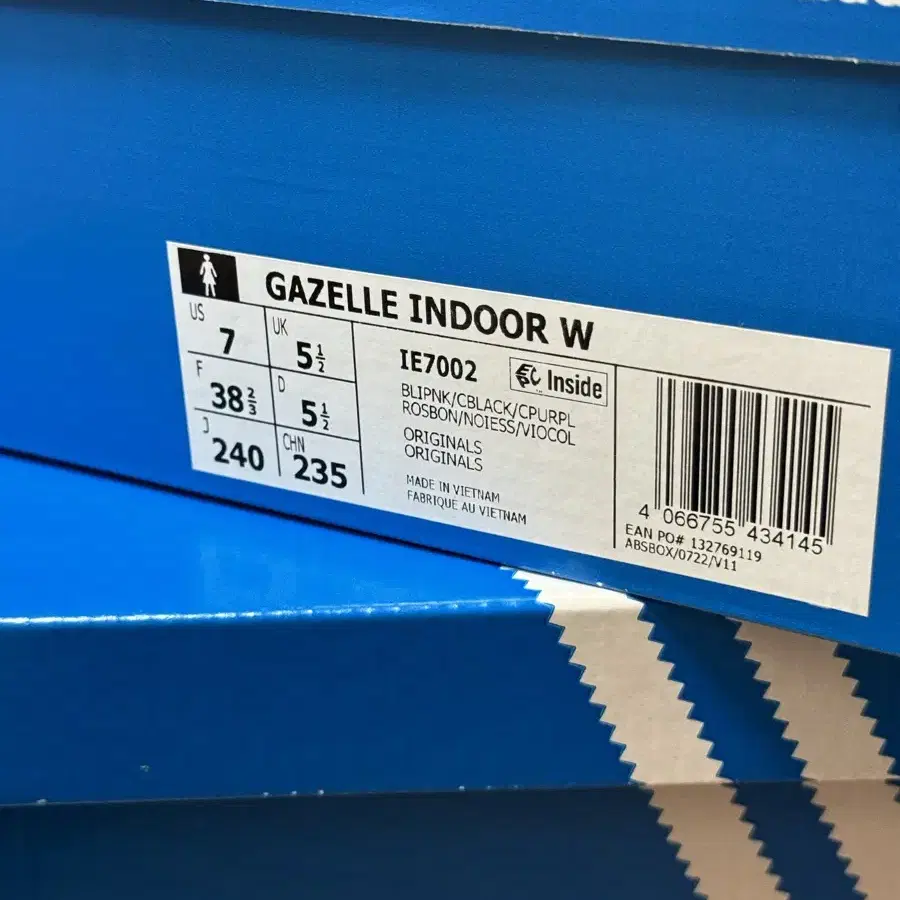 GAZELLE INDOOR W
US 7
UK 5½
F 38⅔
D 5½
J 240
CHN 235
IE7002
Inside
BLIPNK/CBLACK/CPURPL
ROSBON/NOIESS/VIOCOL
ORIGINALS
ORIGINALS
MADE IN VIETNAM
FABRIQUE AU VIETNAM
4 066755 434145
EAN PO# 132769119
ABSBOX/0722/V11